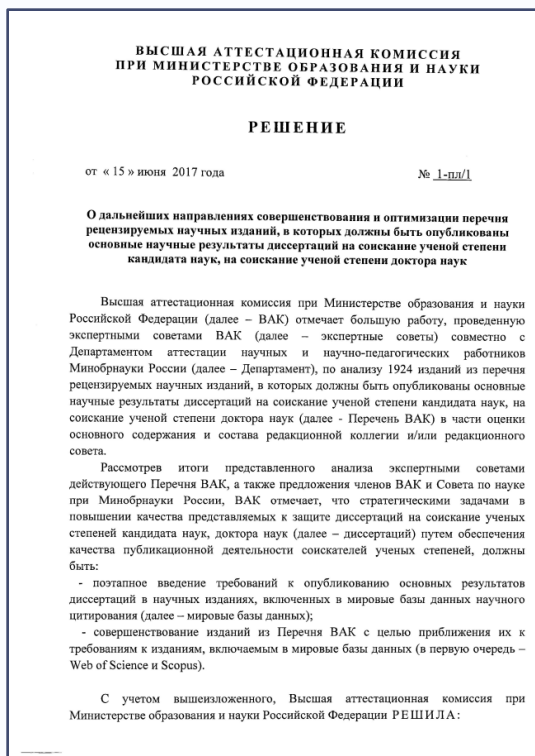 ВЫСШАЯ АТТЕСТАЦИОННАЯ КОМИССИЯ
ПРИ МИНИСТЕРСТВЕ ОБРАЗОВАНИЯ И НАУКИ
РОССИЙСКОЙ ФЕДЕРАЦИИ
РЕШЕНИЕ
от « 15 » июня 2017 года № 1-пл/1
О дальнейших направлениях совершенствования и оптимизации перечня
рецензируемых научных изданий, в которых должны быть опубликованы
основные научные результаты диссертаций на соискание ученой степени
кандидата наук, на соискание ученой степени доктора наук
Высшая аттестационная комиссия при Министерстве образования и науки
Российской Федерации (далее – ВАК) отмечает большую работу, проведенную
экспертными советами ВАК (далее – экспертные советы) совместно с
Департаментом аттестации научных и научно-педагогических работников
Минобрнауки России (далее – Департамент), по анализу 1924 изданий из перечня
рецензируемых научных изданий, в которых должны быть опубликованы основные
научные результаты диссертаций на соискание ученой степени кандидата наук, на
соискание ученой степени доктора наук (далее - Перечень ВАК) в части оценки
основного содержания и состава редакционной коллегии и/или редакционного
совета.
Рассмотрев итоги представленного анализа экспертными советами
действующего Перечня ВАК, а также предложения членов ВАК и Совета по науке
при Минобрнауки России, ВАК отмечает, что стратегическими задачами в
повышении качества представляемых к защите диссертаций на соискание ученых
степеней кандидата наук, доктора наук (далее – диссертаций) путем обеспечения
качества публикационной деятельности соискателей ученых степеней, должны
быть:
- поэтапное введение требований к опубликованию основных результатов
диссертаций в научных изданиях, включенных в мировые базы данных научного
цитирования (далее – мировые базы данных);
- совершенствование изданий из Перечня ВАК с целью приближения их к
требованиям к изданиям, включаемым в мировые базы данных (в первую очередь –
Web of Science и Scopus).
С учетом вышеизложенного, Высшая аттестационная комиссия при
Министерстве образования и науки Российской Федерации РЕШИЛА: